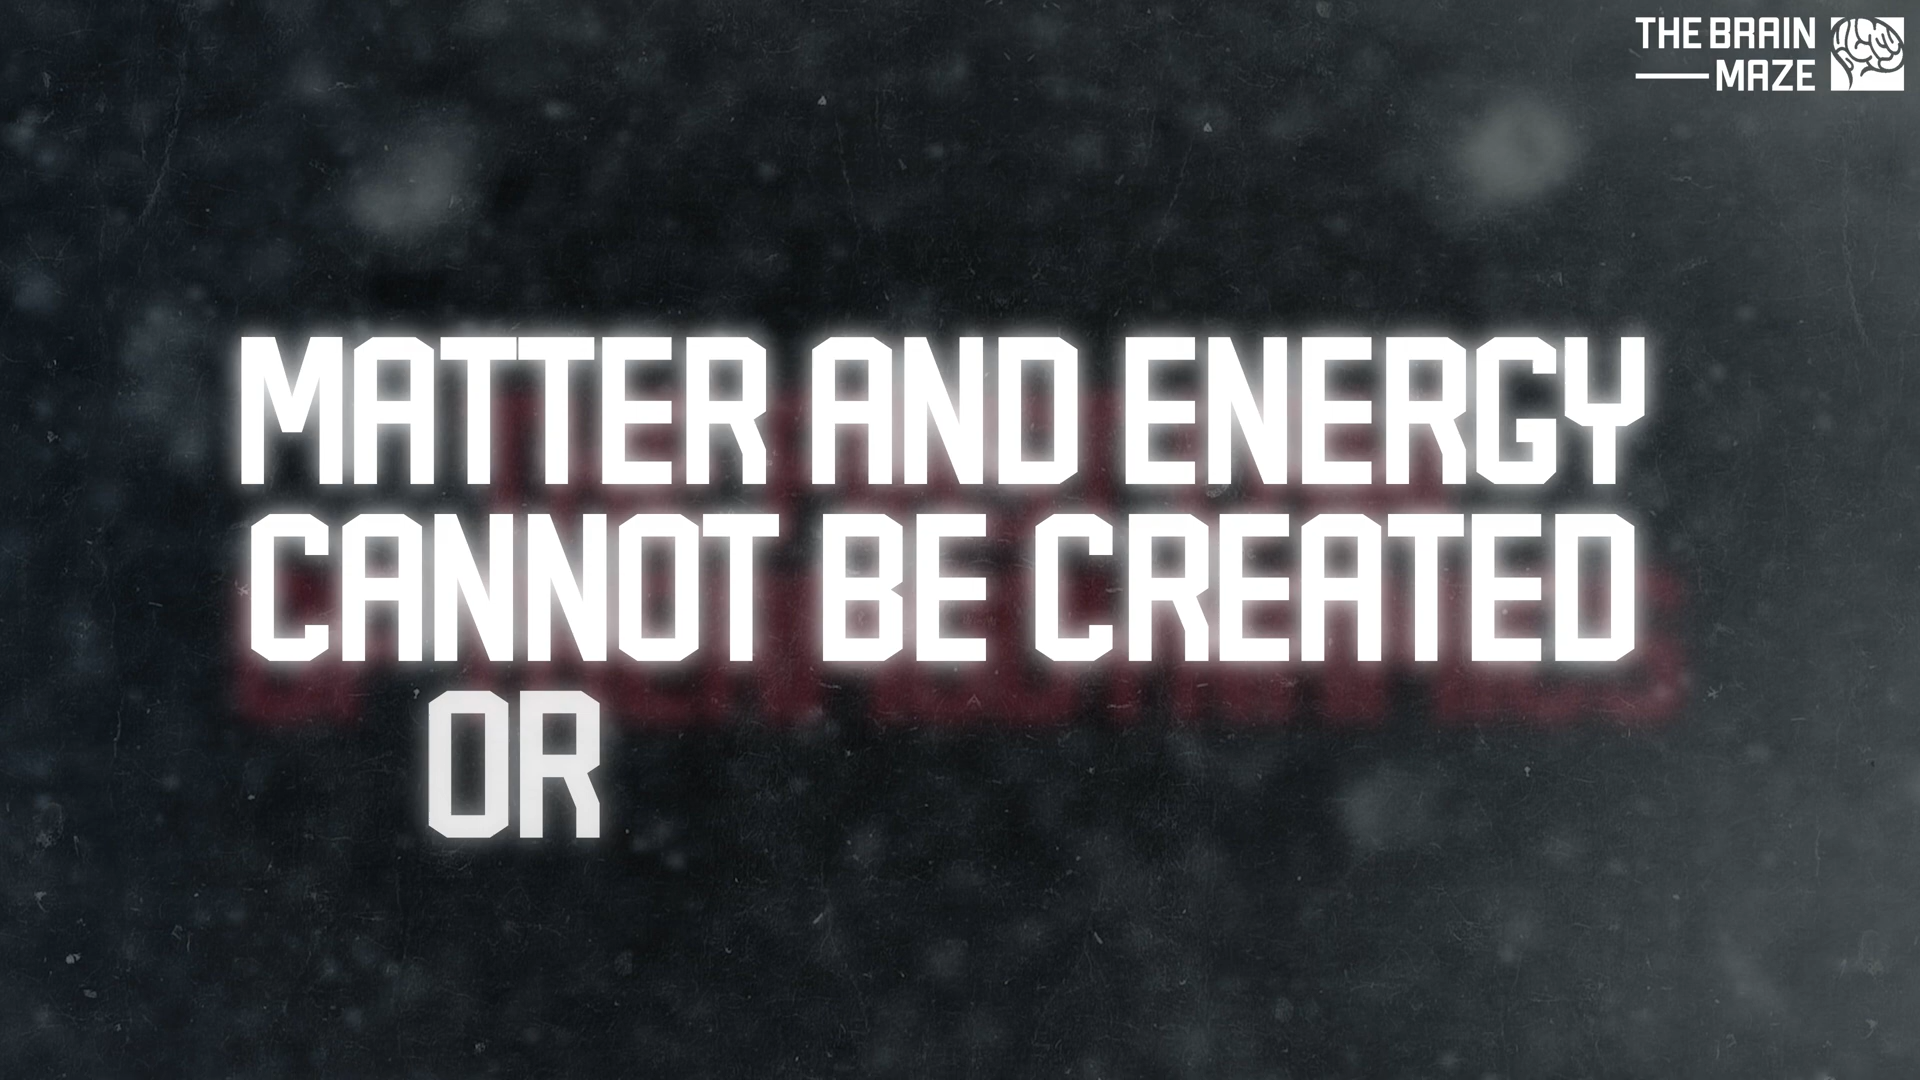 THE BRAIN
MAZE
MATTER AND ENERGY
CANNOT BE CREATED
OR